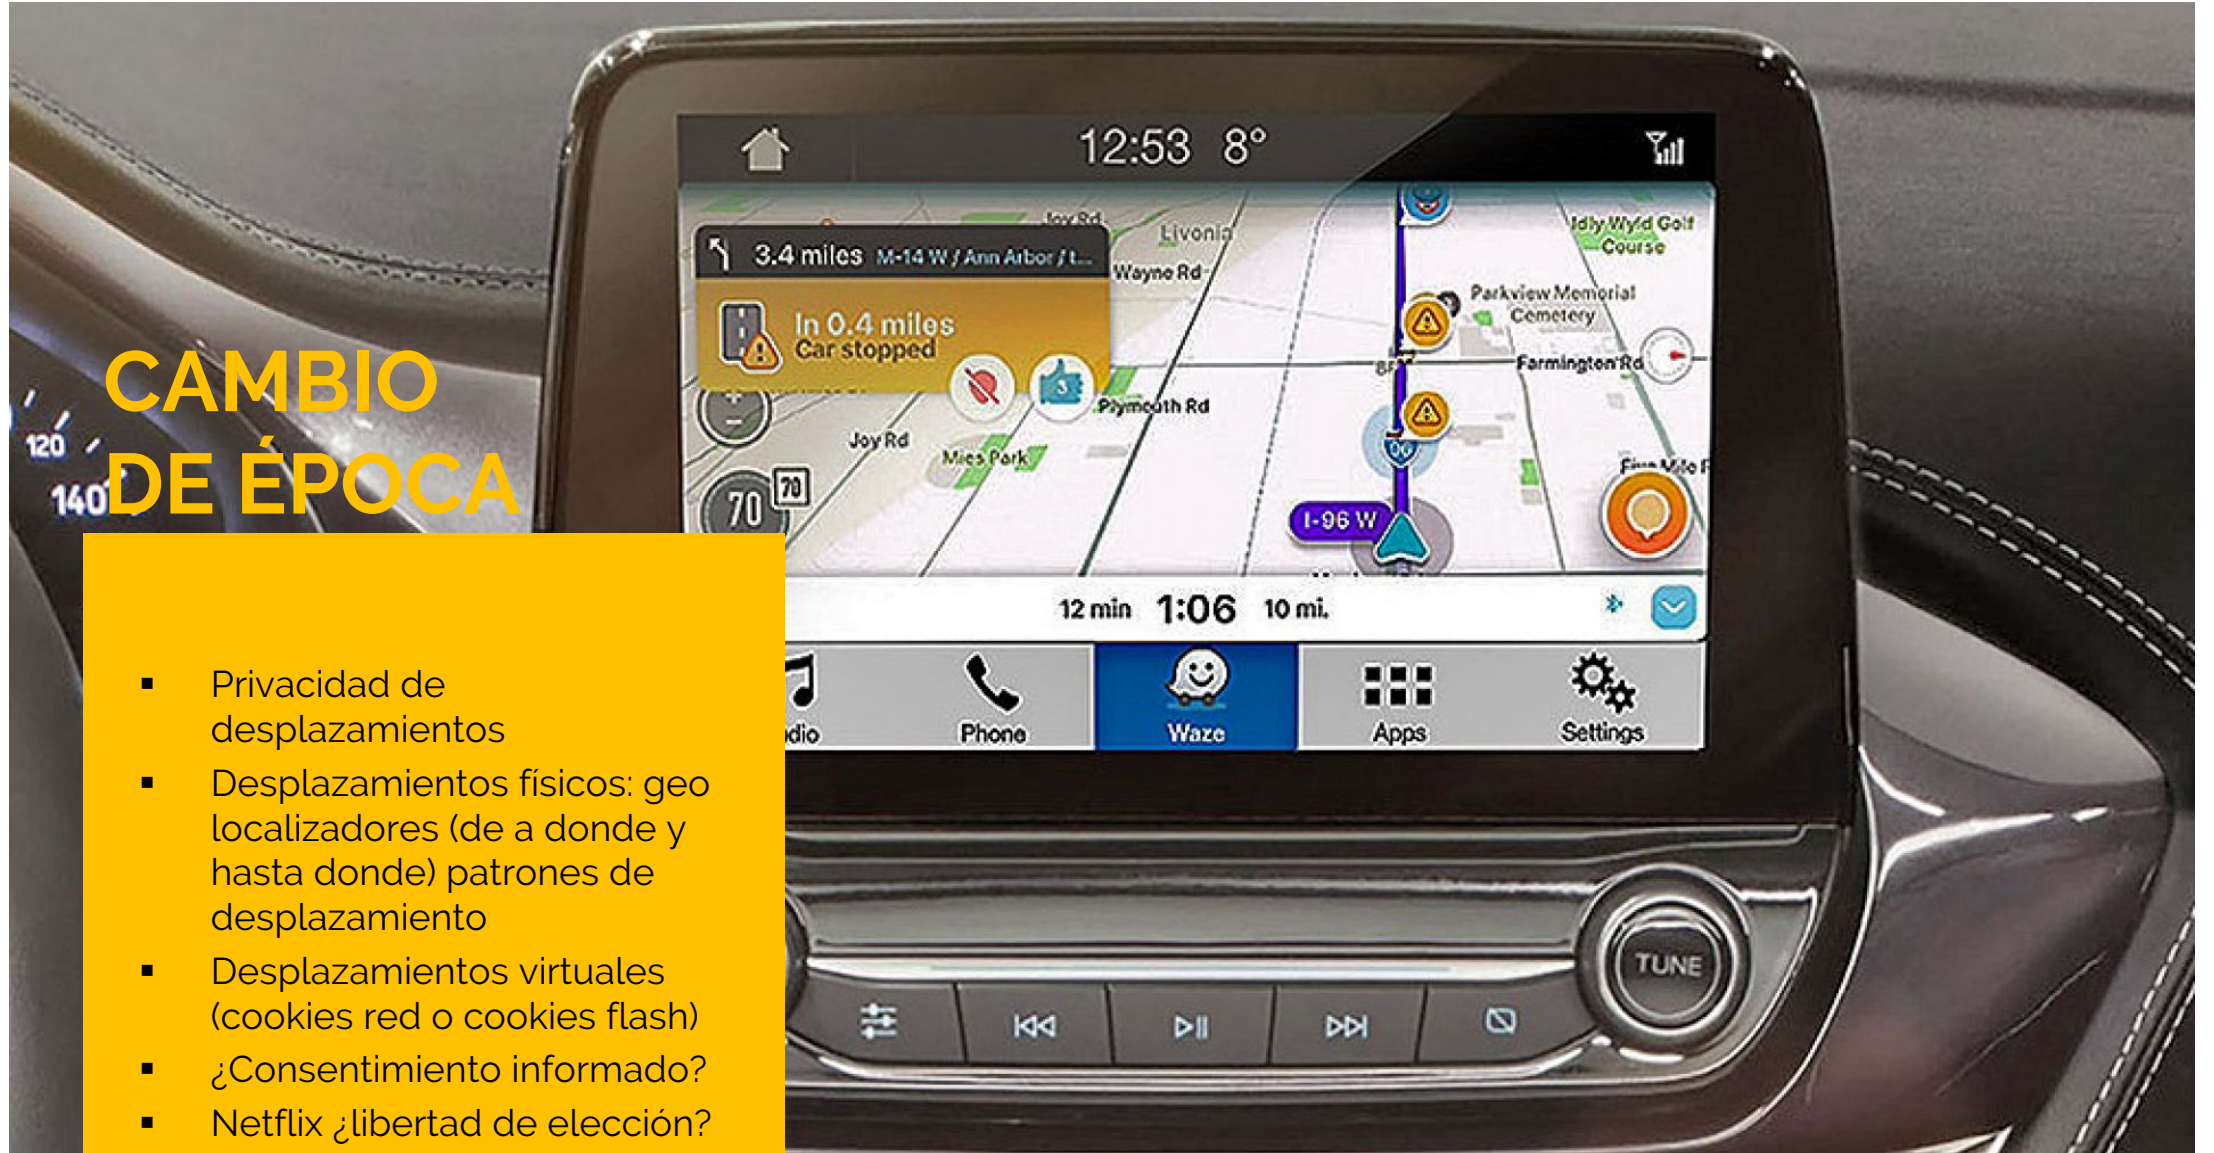 12:53 8°
Joy Rd
Livonia
Idly Wyld Golf
Course
3.4 miles M-14 W / Ann Arbor / t...
Wayne Rd
In 0.4 miles
Car stopped
Parkview Memorial
Cemetery
Farmington Rd
3
Plymouth Rd
Joy Rd
Mies Park
70
70
I-96 W
12 min 1:06 10 mi.
Phone
Waze
Apps
Settings
TUNE
120
140
CAMBIO
DE ÉPOCA
▪ Privacidad de
desplazamientos
▪ Desplazamientos físicos: geo
localizadores (de a donde y
hasta donde) patrones de
desplazamiento
▪ Desplazamientos virtuales
(cookies red o cookies flash)
▪ ¿Consentimiento informado?
▪ Netflix ¿libertad de elección?